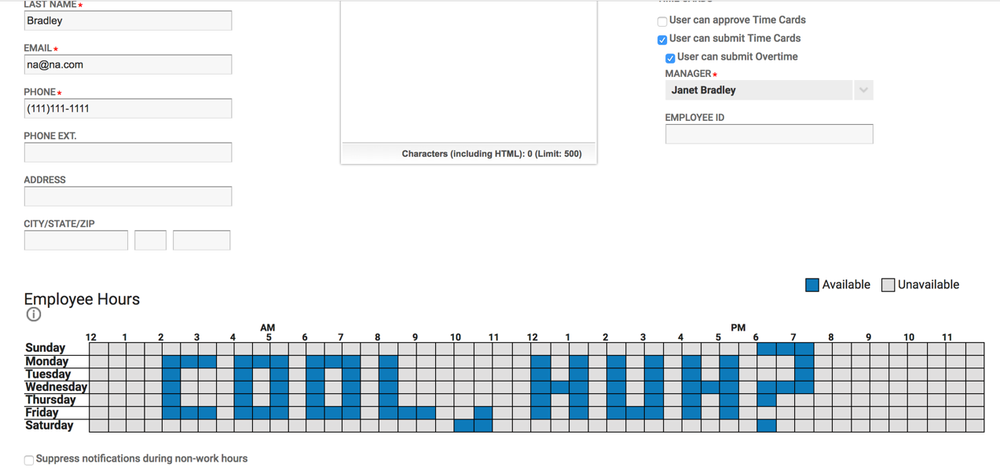 LAST NAME*
Bradley
EMAIL*
na@na.com
PHONE*
(111)111-1111
PHONE EXT.
ADDRESS
CITY/STATE/ZIP
Characters (including HTML): 0 (Limit: 500)
TIME CARDS
User can approve Time Cards
User can submit Time Cards
User can submit Overtime
MANAGER*
Janet Bradley
EMPLOYEE ID
Available Unavailable
Employee Hours
AM PM
12 1 2 3 4 5 6 7 8 9 10 11 12 1 2 3 4 5 6 7 8 9 10 11
Sunday
Monday
Tuesday
Wednesday
Thursday
Friday
Saturday
COOL, HUH?
Suppress notifications during non-work hours